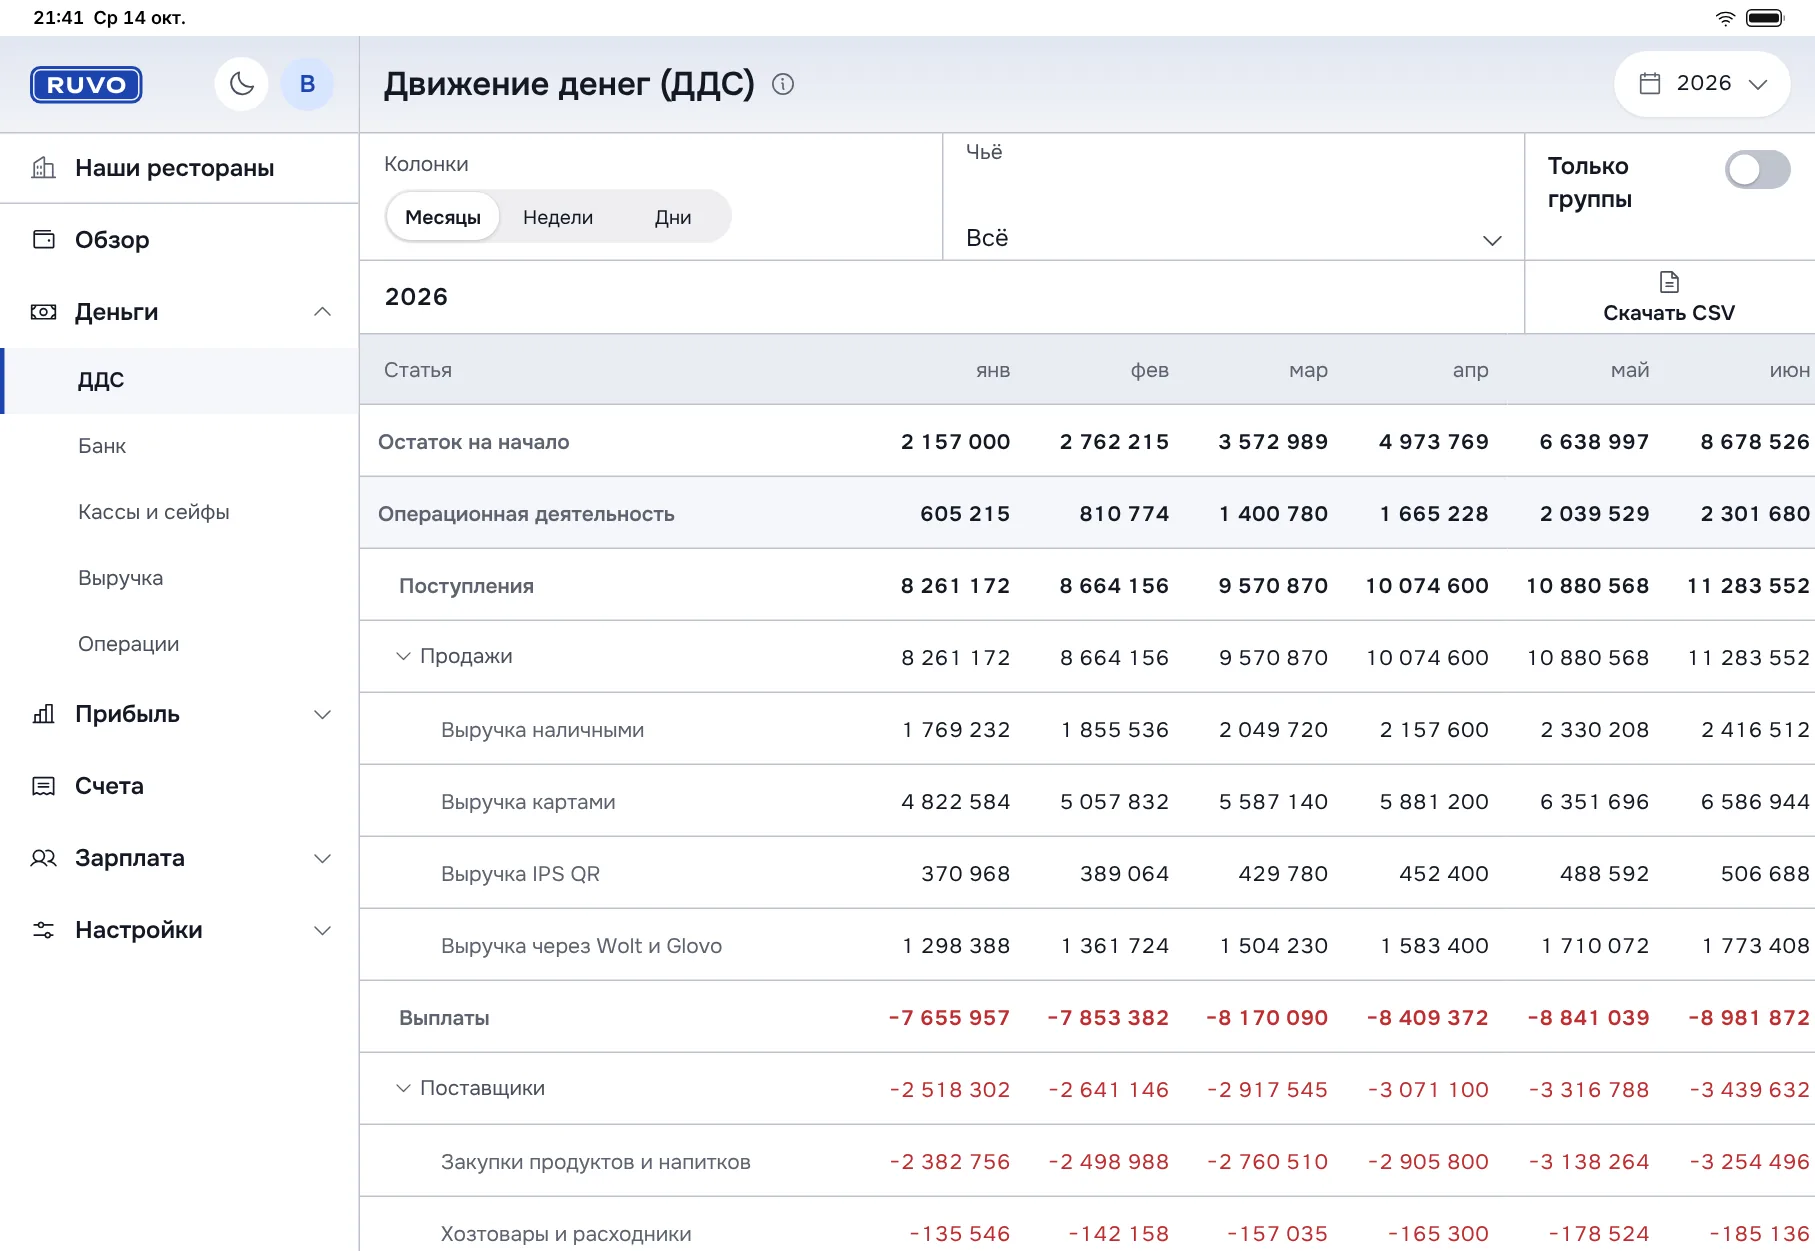 21:41 Ср 14 окт.
RUVO
В
Движение денег (ДДС)
2026
Наши рестораны
Обзор
Деньги
ДДС
Банк
Кассы и сейфы
Выручка
Операции
Прибыль
Счета
Зарплата
Настройки
Колонки
Месяцы Недели Дни
Чьё
Всё
Только
группы
2026
Скачать CSV
Статья янв фев мар апр май июн
Остаток на начало 2 157 000 2 762 215 3 572 989 4 973 769 6 638 997 8 678 526
Операционная деятельность 605 215 810 774 1 400 780 1 665 228 2 039 529 2 301 680
Поступления 8 261 172 8 664 156 9 570 870 10 074 600 10 880 568 11 283 552
Продажи 8 261 172 8 664 156 9 570 870 10 074 600 10 880 568 11 283 552
Выручка наличными 1 769 232 1 855 536 2 049 720 2 157 600 2 330 208 2 416 512
Выручка картами 4 822 584 5 057 832 5 587 140 5 881 200 6 351 696 6 586 944
Выручка IPS QR 370 968 389 064 429 780 452 400 488 592 506 688
Выручка через Wolt и Glovo 1 298 388 1 361 724 1 504 230 1 583 400 1 710 072 1 773 408
Выплаты -7 655 957 -7 853 382 -8 170 090 -8 409 372 -8 841 039 -8 981 872
Поставщики -2 518 302 -2 641 146 -2 917 545 -3 071 100 -3 316 788 -3 439 632
Закупки продуктов и напитков -2 382 756 -2 498 988 -2 760 510 -2 905 800 -3 138 264 -3 254 496
Хозтовары и расходники -135 546 -142 158 -157 035 -165 300 -178 524 -185 136